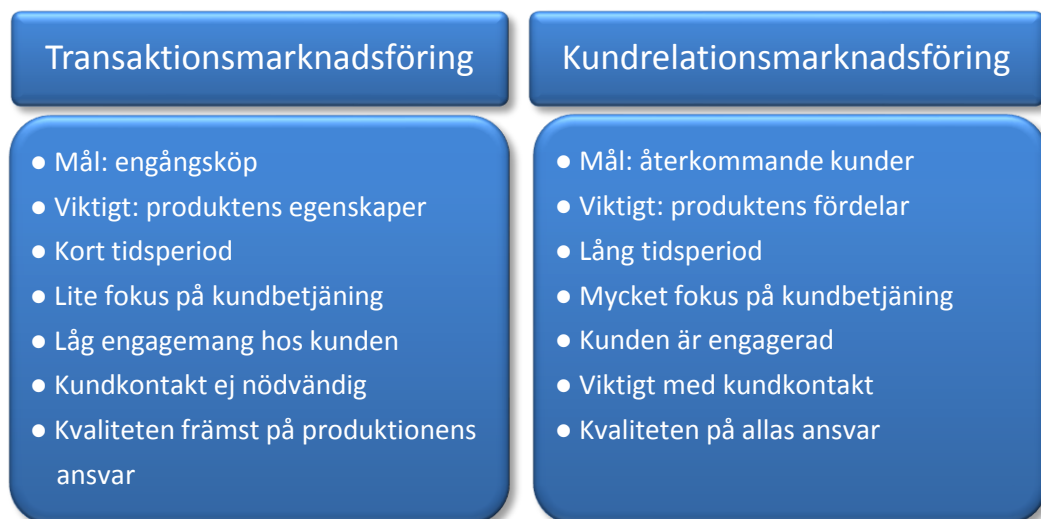 Transaktionsmarknadsföring
● Mål: engångsköp
● Viktigt: produktens egenskaper
● Kort tidsperiod
● Lite fokus på kundbetjäning
● Låg engagemang hos kunden
● Kundkontakt ej nödvändig
● Kvaliteten främst på produktionens
ansvar
Kundrelationsmarknadsföring
● Mål: återkommande kunder
● Viktigt: produktens fördelar
● Lång tidsperiod
● Mycket fokus på kundbetjäning
● Kunden är engagerad
● Viktigt med kundkontakt
● Kvaliteten på allas ansvar